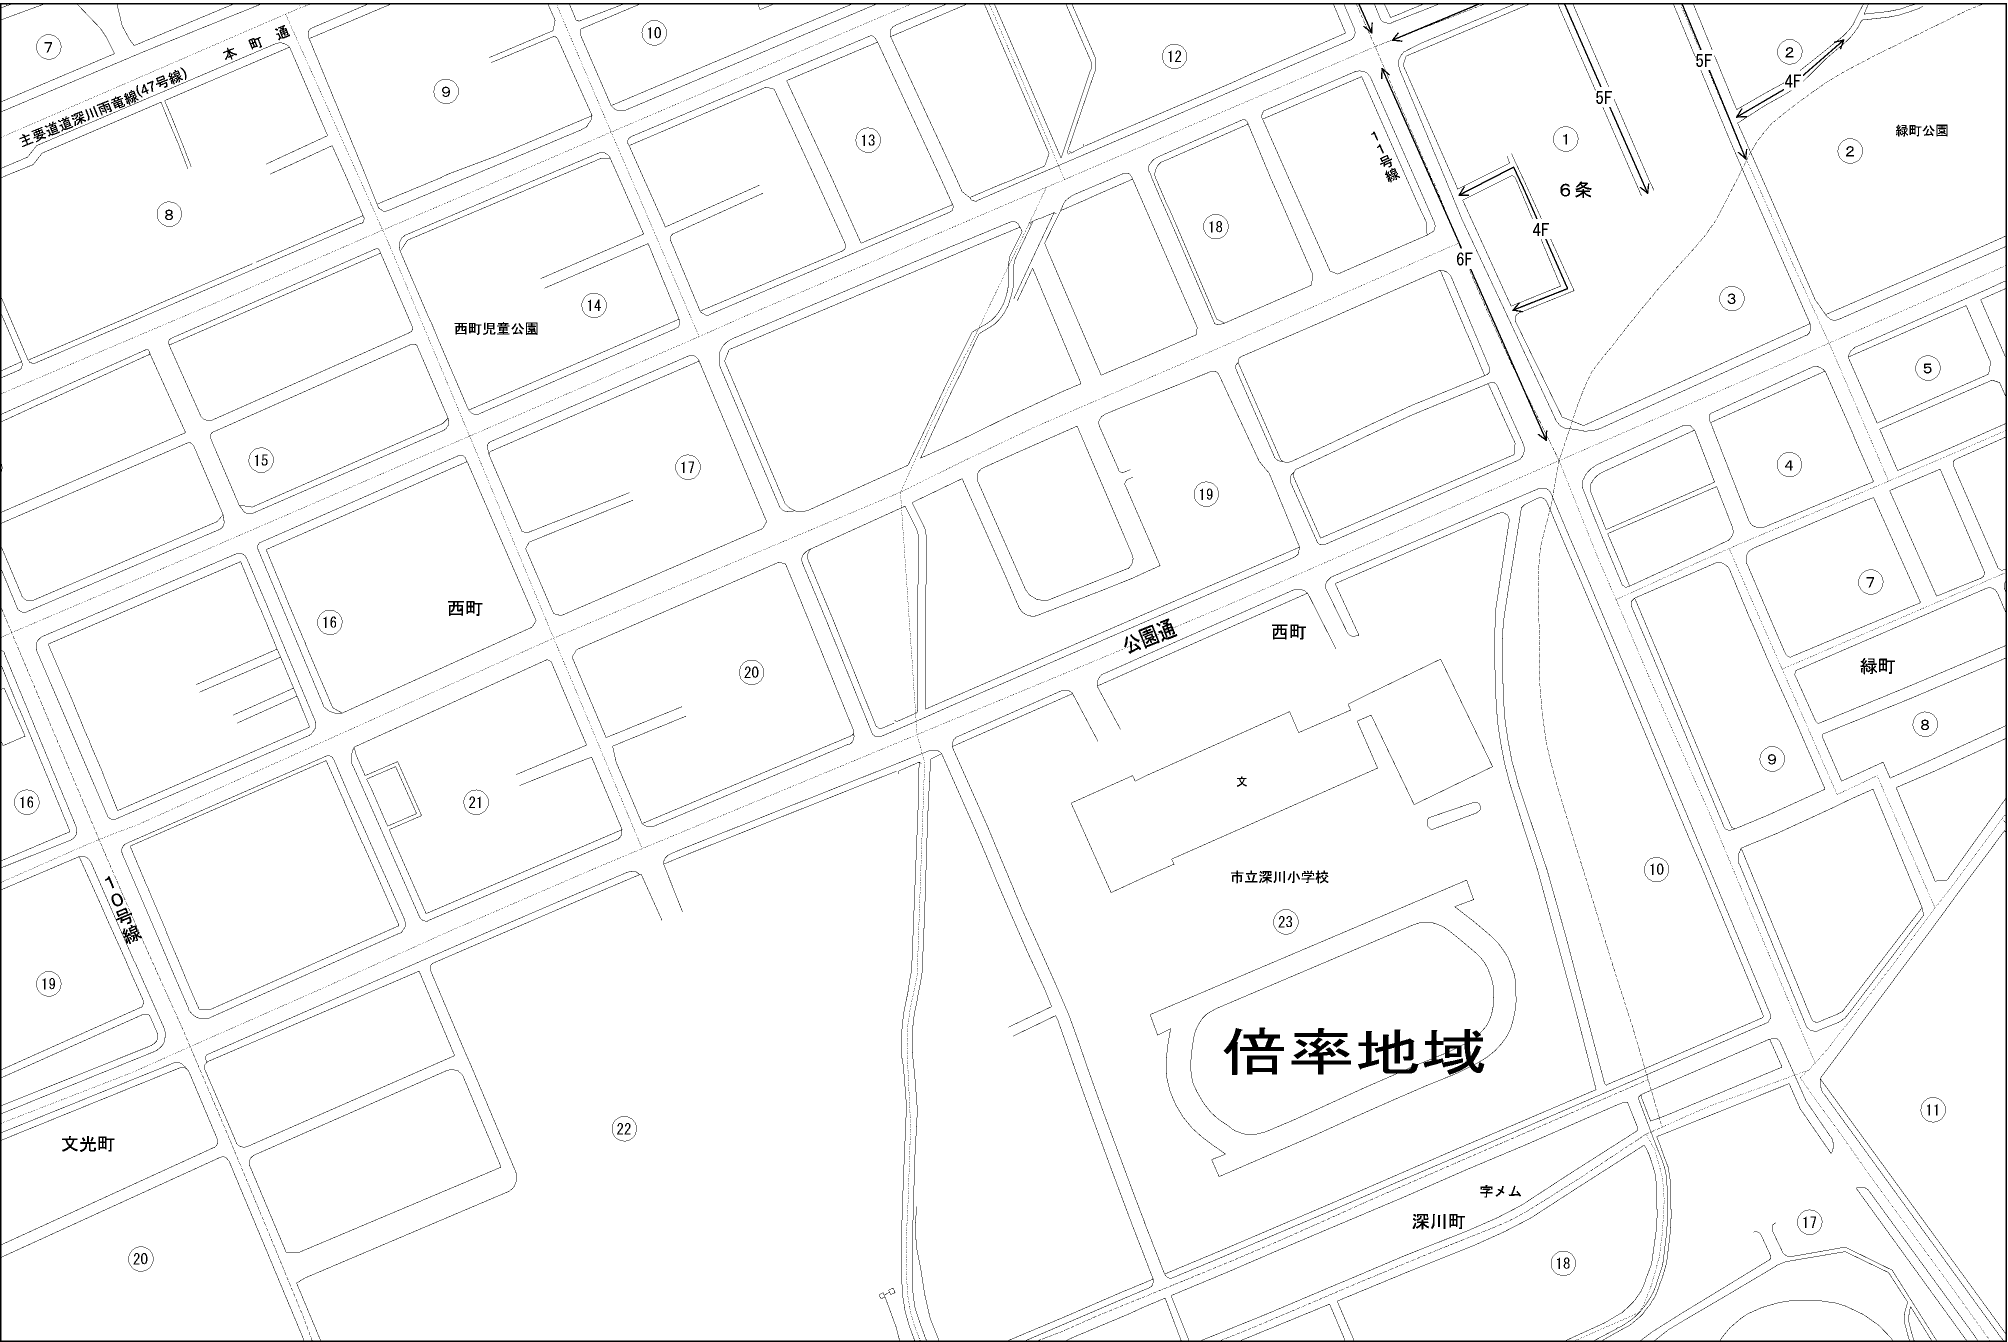 7
主要道道深川雨竜線(47号線)
本町通
9
10
12
13
8
5F
5F
4F
2
1
2
緑町公園
6条
11号線
18
4F
6F
3
14
西町児童公園
5
15
17
19
4
16
西町
20
公園通
西町
7
緑町
8
9
16
21
文
市立深川小学校
10
23
10号線
19
倍率地域
文光町
22
11
字メム
深川町
17
20
18